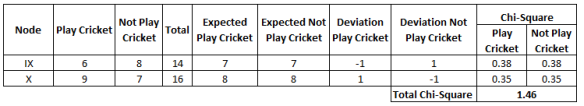 Node Play Cricket Not Play Cricket Total Expected Play Cricket Expected Not Play Cricket Deviation Play Cricket Deviation Not Play Cricket Chi-Square
Play Cricket Not Play Cricket
IX 6 8 14 7 7 -1 1 0.38 0.38
X 9 7 16 8 8 1 -1 0.35 0.35
Total Chi-Square 1.46